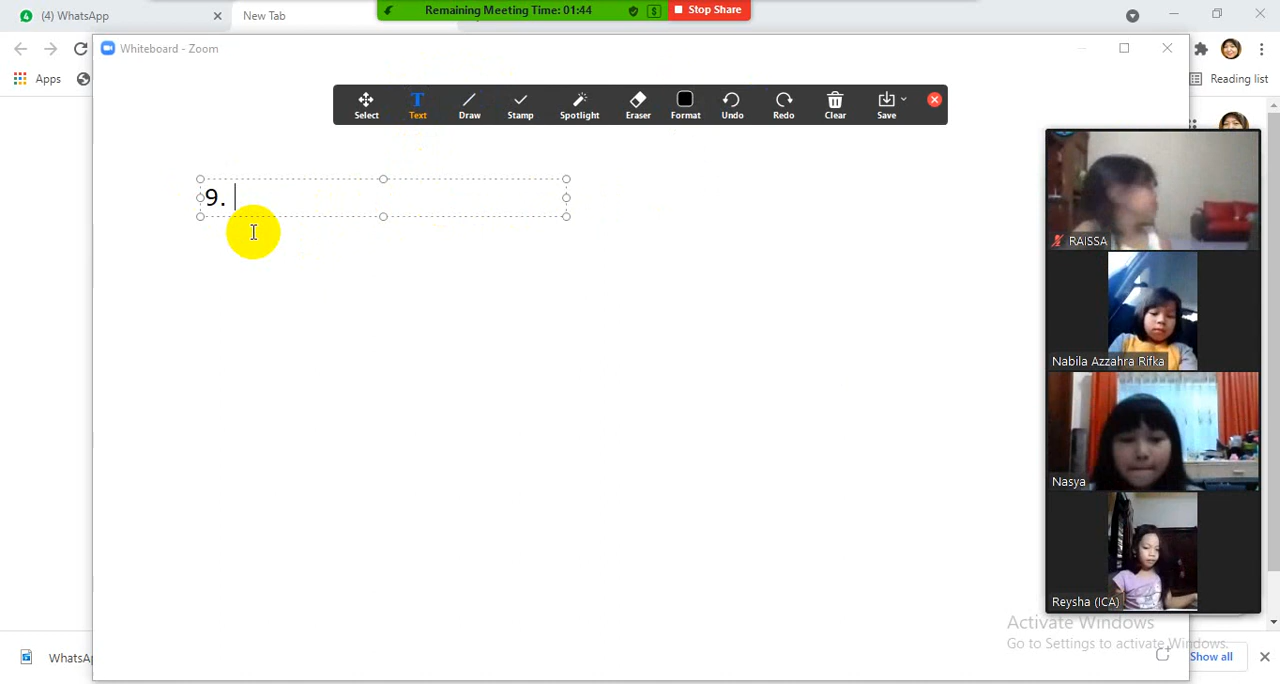 4 (4) WhatsApp
New Tab
Remaining Meeting Time: 01:44
$
Stop Share
Apps
Whiteboard - Zoom
Reading list
Select
T
Text
Draw
Stamp
Spotlight
Eraser
Format
Undo
Redo
Clear
Save
9.
RAISSA
Nabila Azzahra Rifka
Nasya
Reysha (ICA)
Activate Windows
Go to Settings to activate Windows.
WhatsAp
Show all